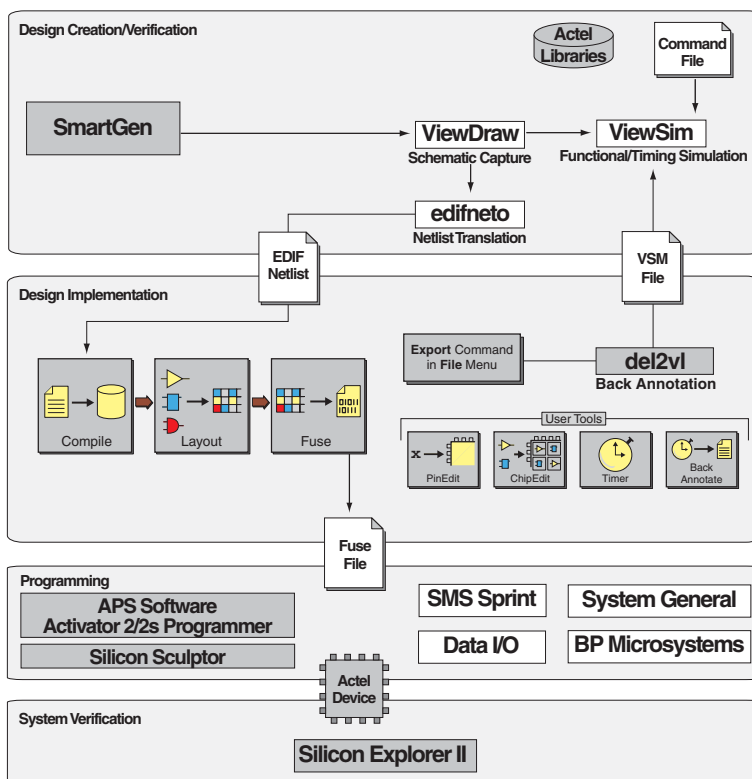 Design Creation/Verification
Actel
Libraries
Command
File
SmartGen
ViewDraw
Schematic Capture
ViewSim
Functional/Timing Simulation
edifneto
Netlist Translation
EDIF
Netlist
VSM
File
Design Implementation
Export Command
in File Menu
del2vl
Back Annotation
Compile
Layout
01011
10111
Fuse
User Tools
x
PinEdit
ChipEdit
Timer
Back
Annotate
Fuse
File
Programming
APS Software
Activator 2/2s Programmer
Silicon Sculptor
SMS Sprint
System General
Data I/O
BP Microsystems
Actel
Device
System Verification
Silicon Explorer II